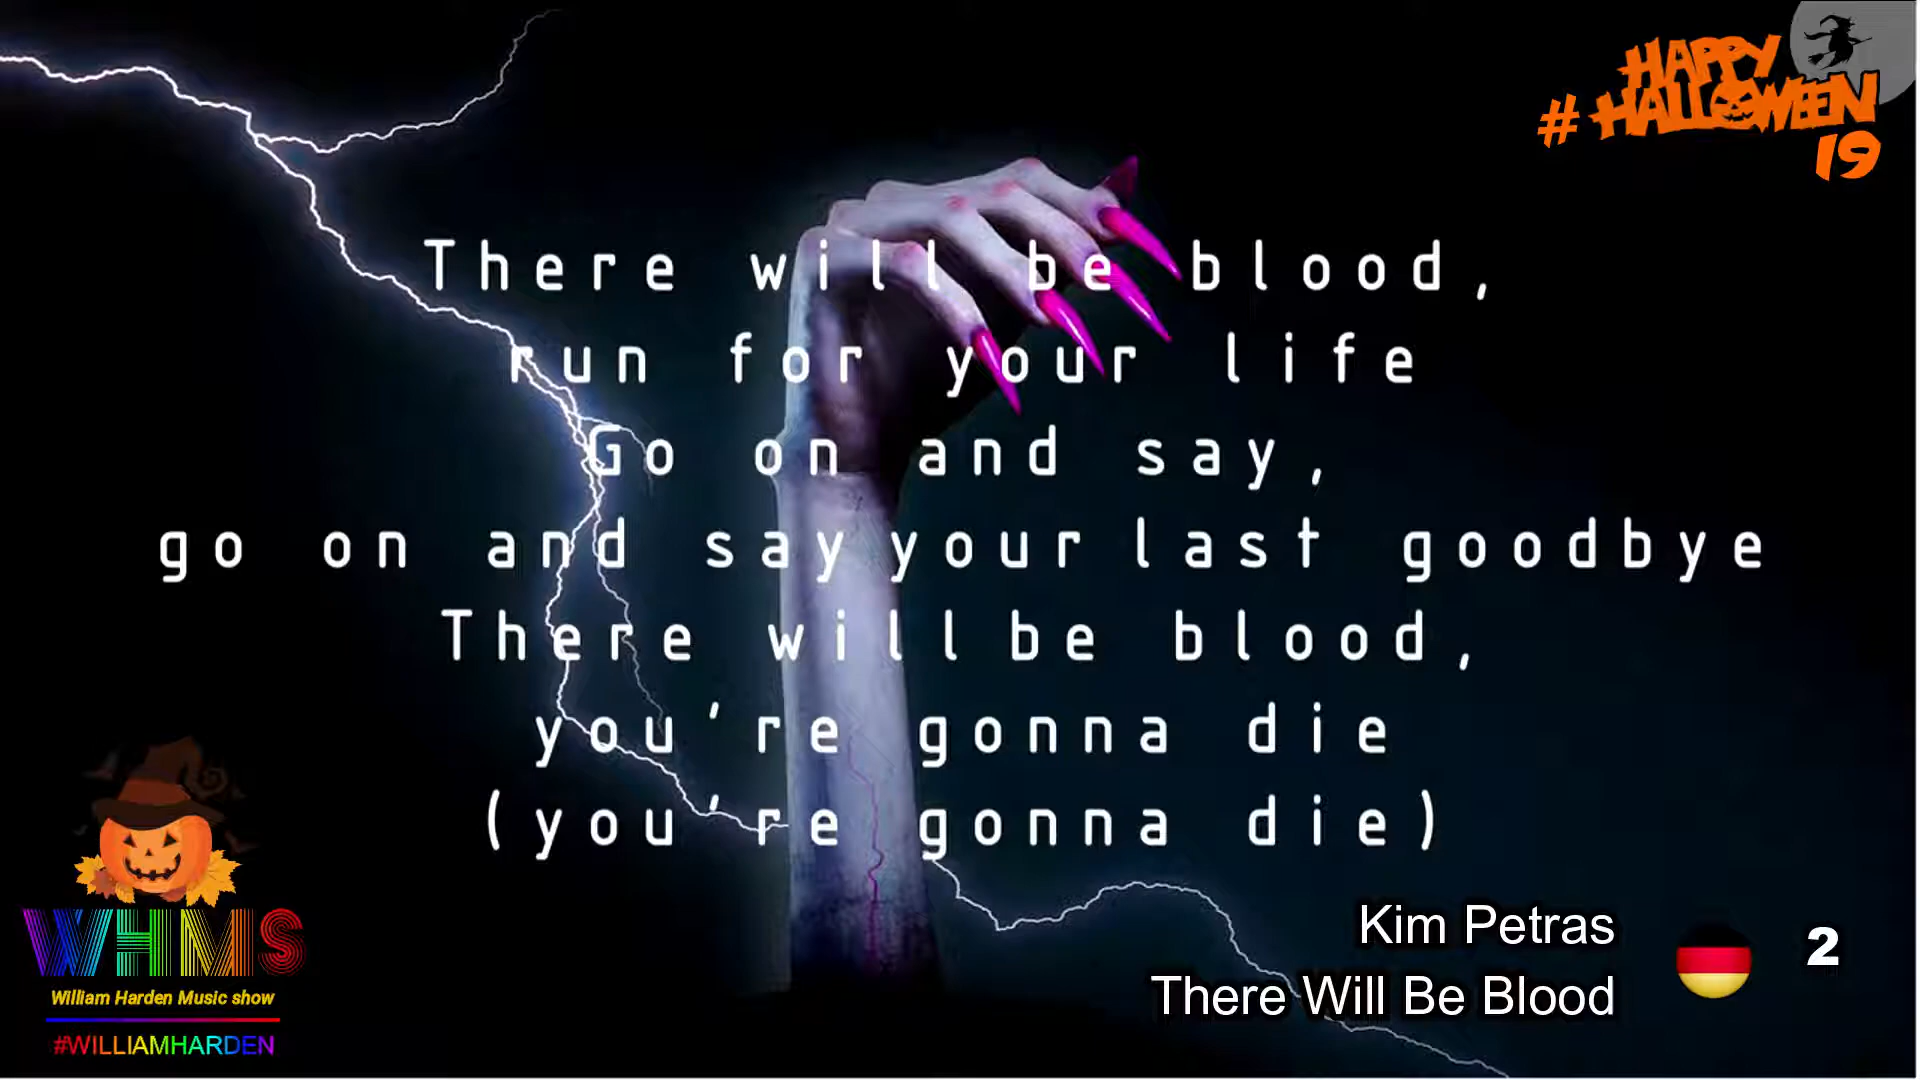 HAPPY
#HALLOWEEN
19
There will be blood,
run for your life
Go on and say,
go on and say your last goodbye
There will be blood,
you're gonna die
(you're gonna die)
Kim Petras
There Will Be Blood
2
WHMS
William Harden Music show
#WILLIAMHARDEN